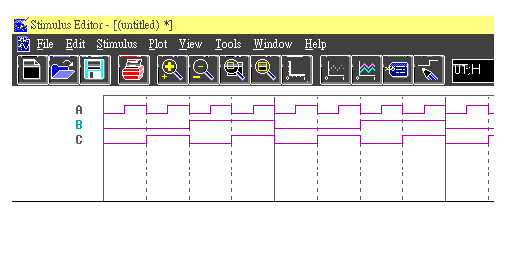 Stimulus Editor - [(untitled) *]
File Edit Stimulus Plot View Tools Window Help
UT:H
A
B
C